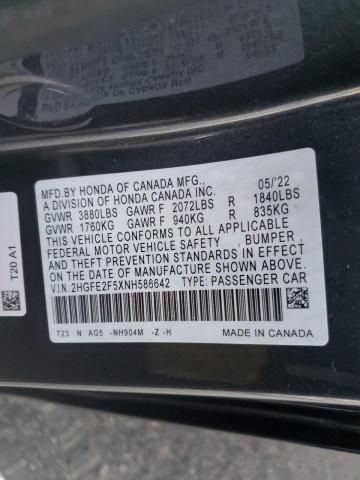 MFD.BY HONDA OF CANADA MFG., 05/'22
A DIVISION OF HONDA CANADA INC.
GVWR 3880LBS GAWR F 2072LBS R 1840LBS
GVWR 1760KG GAWR F 940KG R 835KG
THIS VEHICLE CONFORMS TO ALL APPLICABLE
FEDERAL MOTOR VEHICLE SAFETY, BUMPER,
AND THEFT PREVENTION STANDARDS IN EFFECT
ON THE DATE OF MANUFACTURE SHOWN ABOVE.
V.I.N.:2HGFE2F5XNH586642 TYPE:PASSENGER CAR
T23 N AG5 -NH904M -Z -H MADE IN CANADA
T20 A1